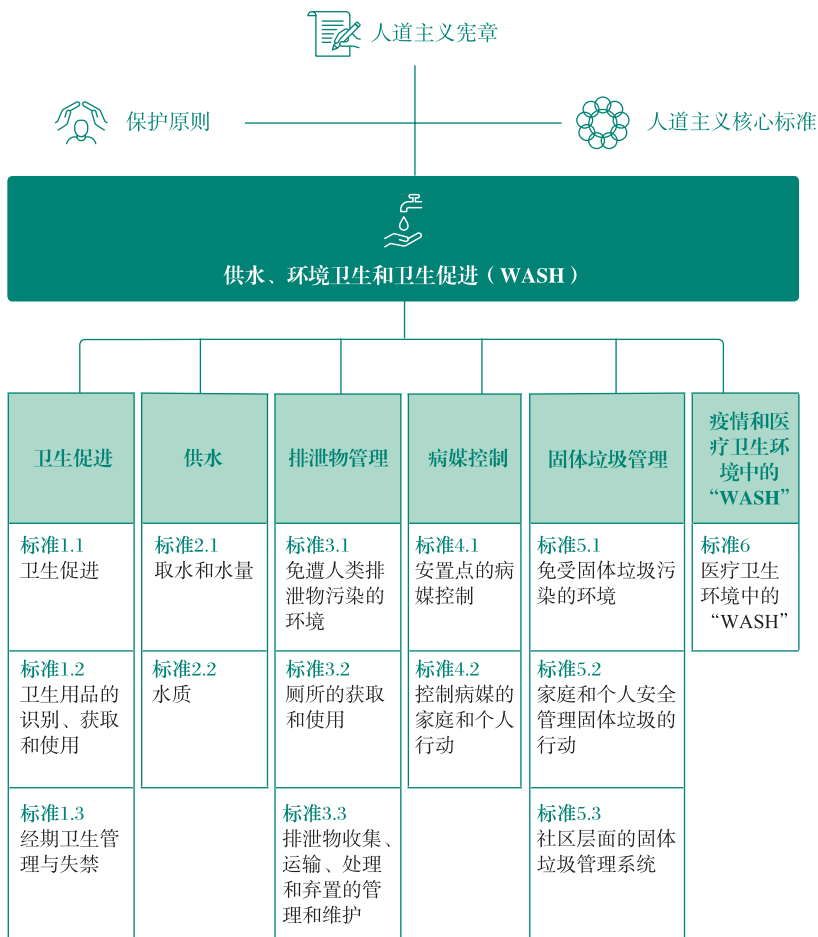 人道主义宪章
保护原则
人道主义核心标准
供水、环境卫生和卫生促进（WASH）
卫生促进
供水
排泄物管理
病媒控制
固体垃圾管理
疫情和医
疗卫生环
境中的
“WASH”
标准1.1
卫生促进
标准2.1
取水和水量
标准3.1
免遭人类排
泄物污染的
环境
标准4.1
安置点的病
媒控制
标准5.1
免受固体垃圾污
染的环境
标准6
医疗卫生
环境中的
“WASH”
标准1.2
卫生用品的
识别、获取
和使用
标准2.2
水质
标准3.2
厕所的获取
和使用
标准4.2
控制病媒的
家庭和个人
行动
标准5.2
家庭和个人安全
管理固体垃圾的
行动
标准1.3
经期卫生管
理与失禁
标准3.3
排泄物收集、
运输、处理
和弃置的管
理和维护
标准5.3
社区层面的固体
垃圾管理系统